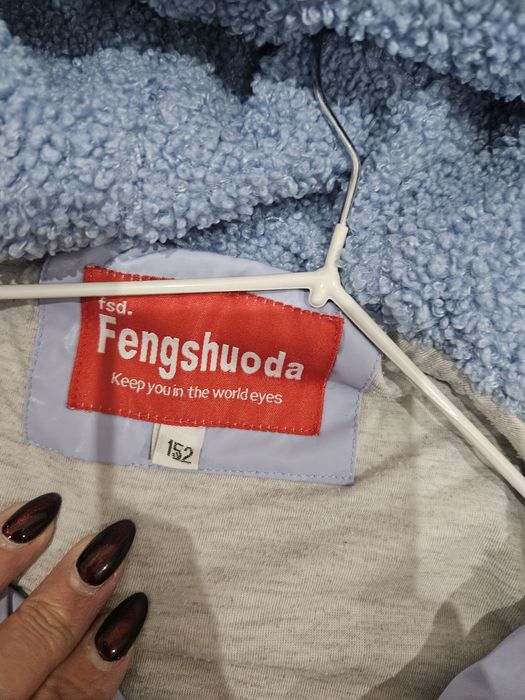 fsd.
Fengshuoda
Keep you in the world eyes
152